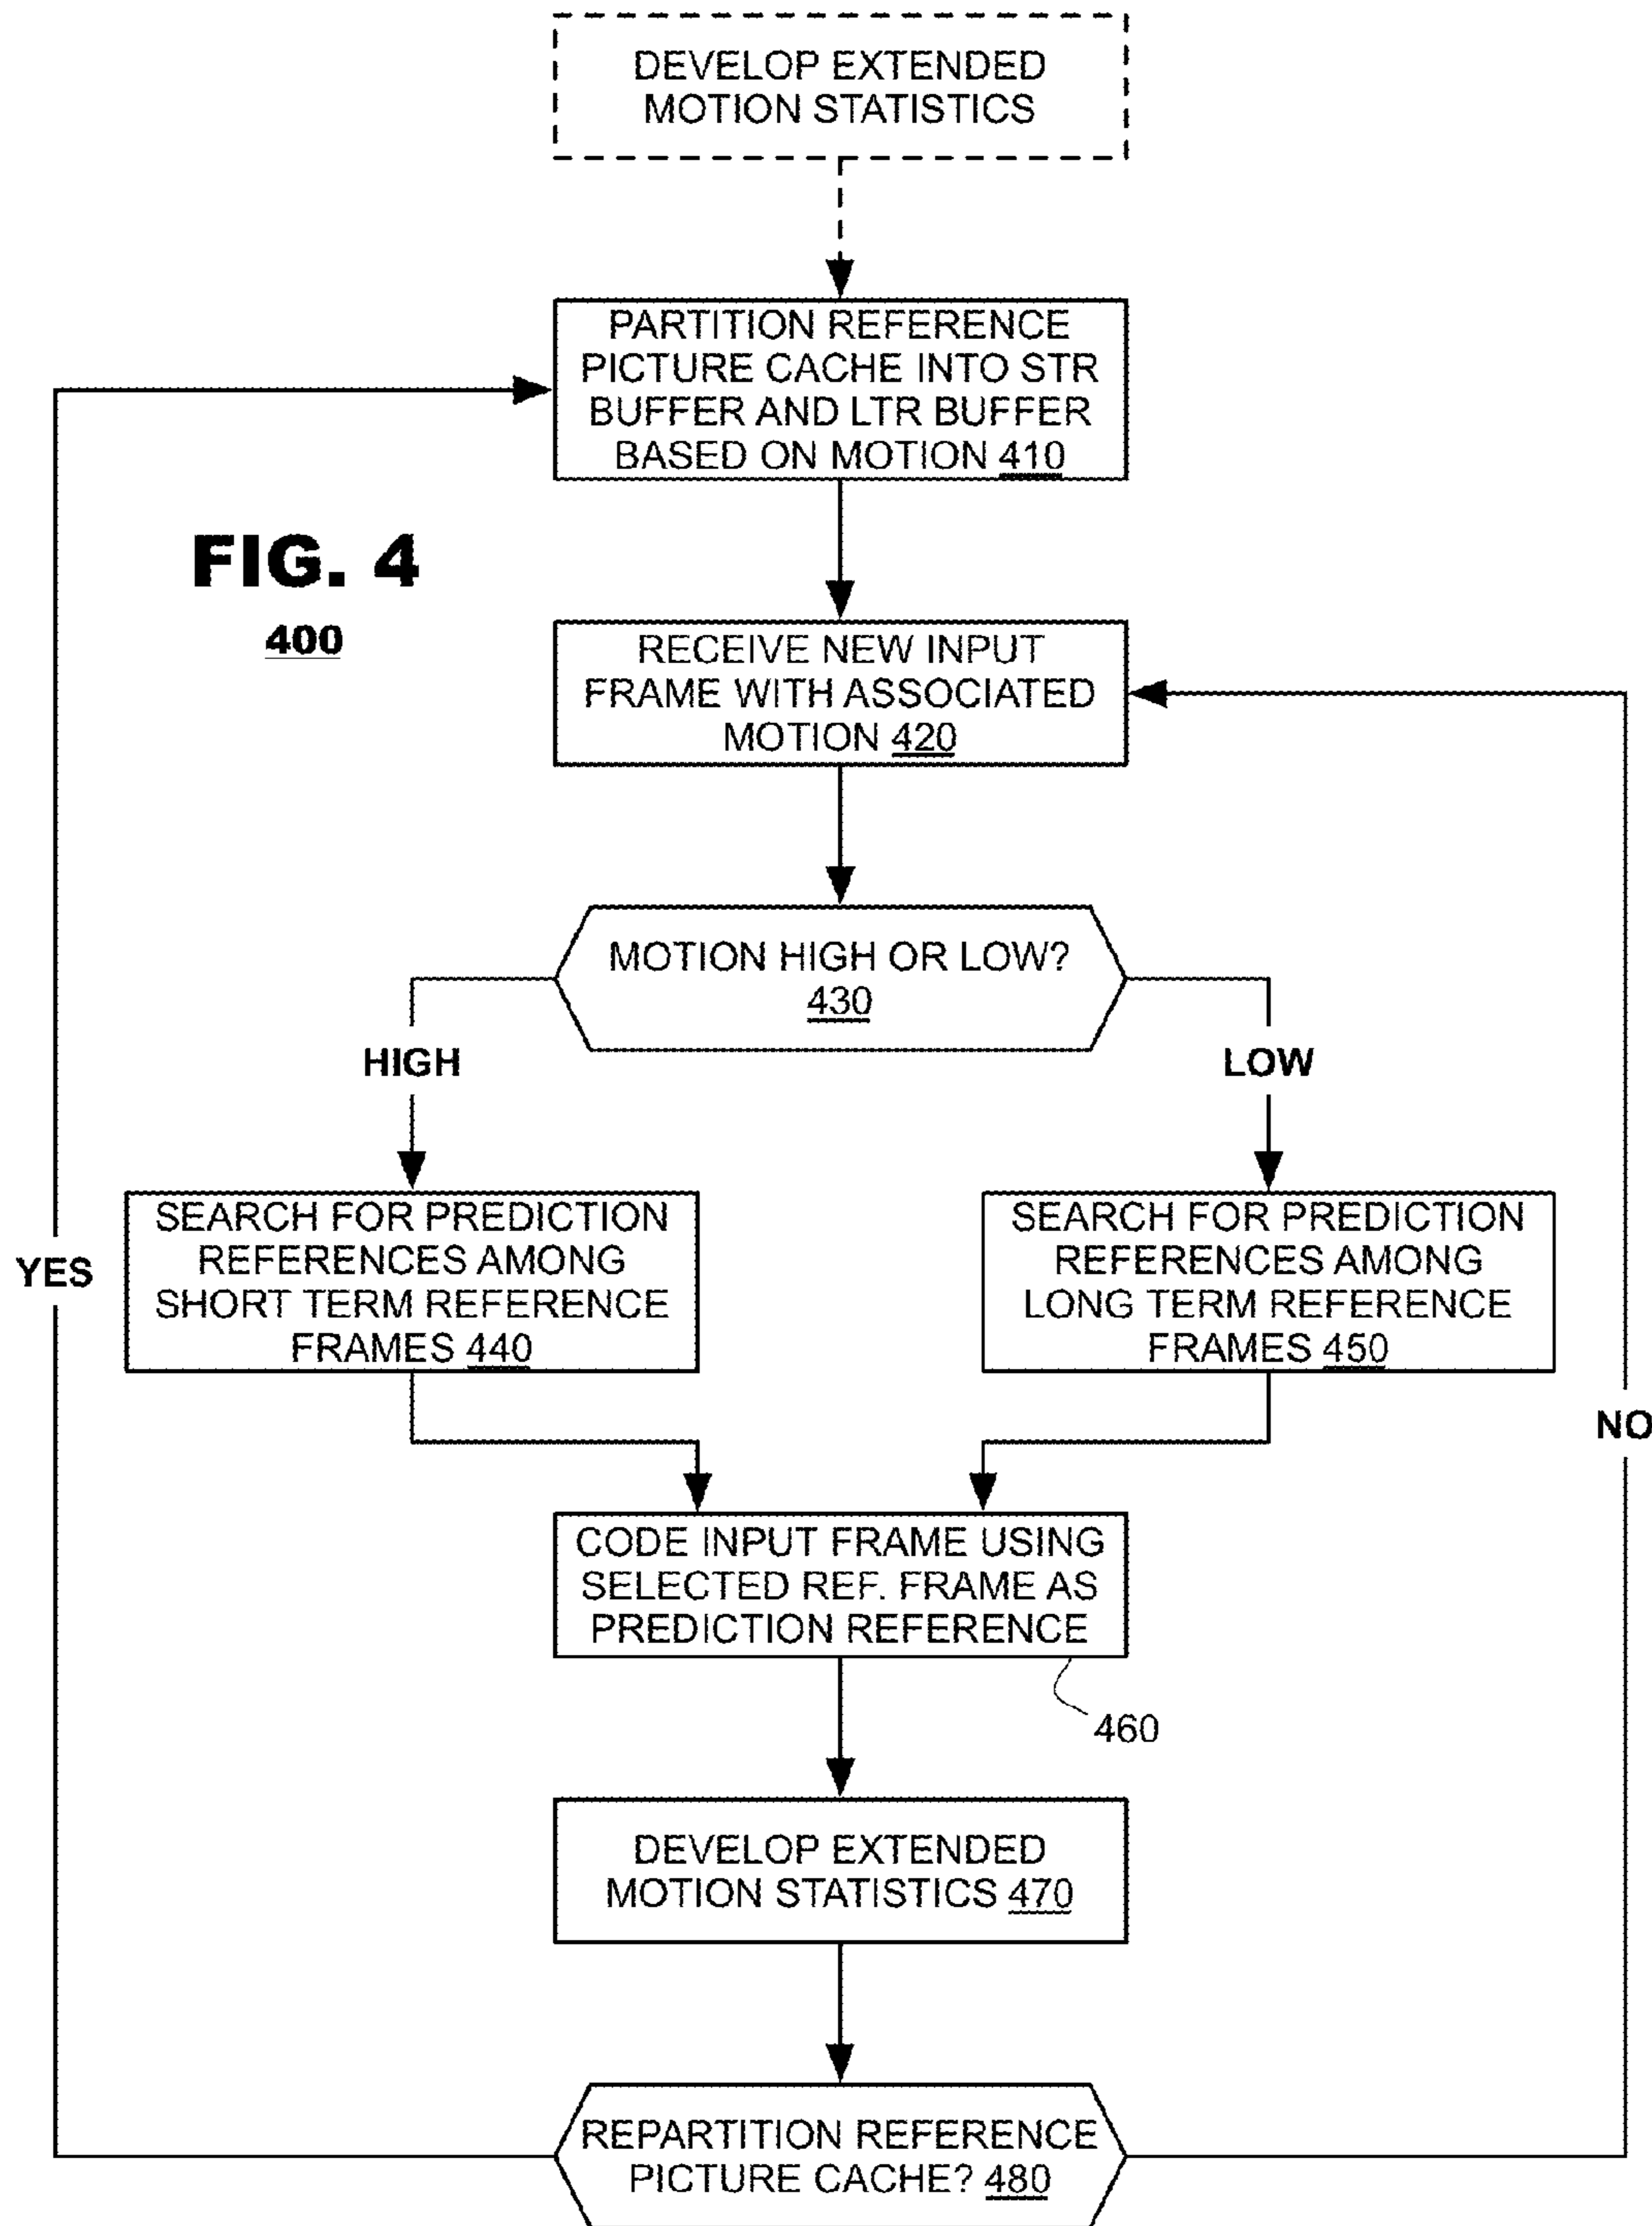 DEVELOP EXTENDED
MOTION STATISTICS
PARTITION REFERENCE
PICTURE CACHE INTO STR
BUFFER AND LTR BUFFER
BASED ON MOTION 410
FIG. 4
400
RECEIVE NEW INPUT
FRAME WITH ASSOCIATED
MOTION 420
MOTION HIGH OR LOW?
430
HIGH
LOW
SEARCH FOR PREDICTION
REFERENCES AMONG
SHORT TERM REFERENCE
FRAMES 440
SEARCH FOR PREDICTION
REFERENCES AMONG
LONG TERM REFERENCE
FRAMES 450
YES
NO
CODE INPUT FRAME USING
SELECTED REF. FRAME AS
PREDICTION REFERENCE
460
DEVELOP EXTENDED
MOTION STATISTICS 470
REPARTITION REFERENCE
PICTURE CACHE? 480